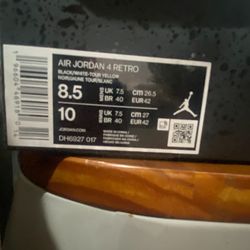 AIR JORDAN 4 RETRO
BLACK/WHITE-TOUR YELLOW
NOIR/JAUNE TOUR/BLANC
8.5 MENS UK 7.5 CM 26.5
BR 40 EUR 42
10 WMNS UK 7.5 CM 27
BR 40 EUR 42
JORDAN.COM
DH6927 017